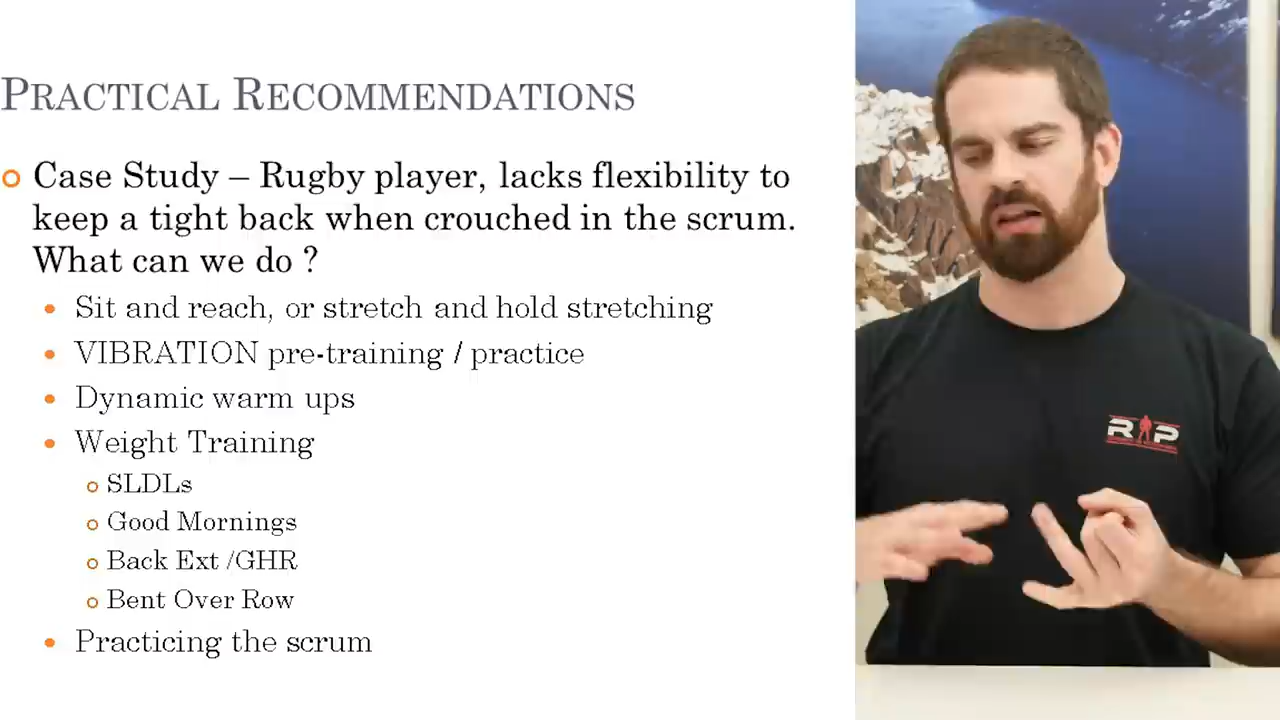 PRACTICAL RECOMMENDATIONS
Case Study – Rugby player, lacks flexibility to
keep a tight back when crouched in the scrum.
What can we do ?
Sit and reach, or stretch and hold stretching
VIBRATION pre-training / practice
Dynamic warm ups
Weight Training
SLDLs
Good Mornings
Back Ext /GHR
Bent Over Row
Practicing the scrum
RP